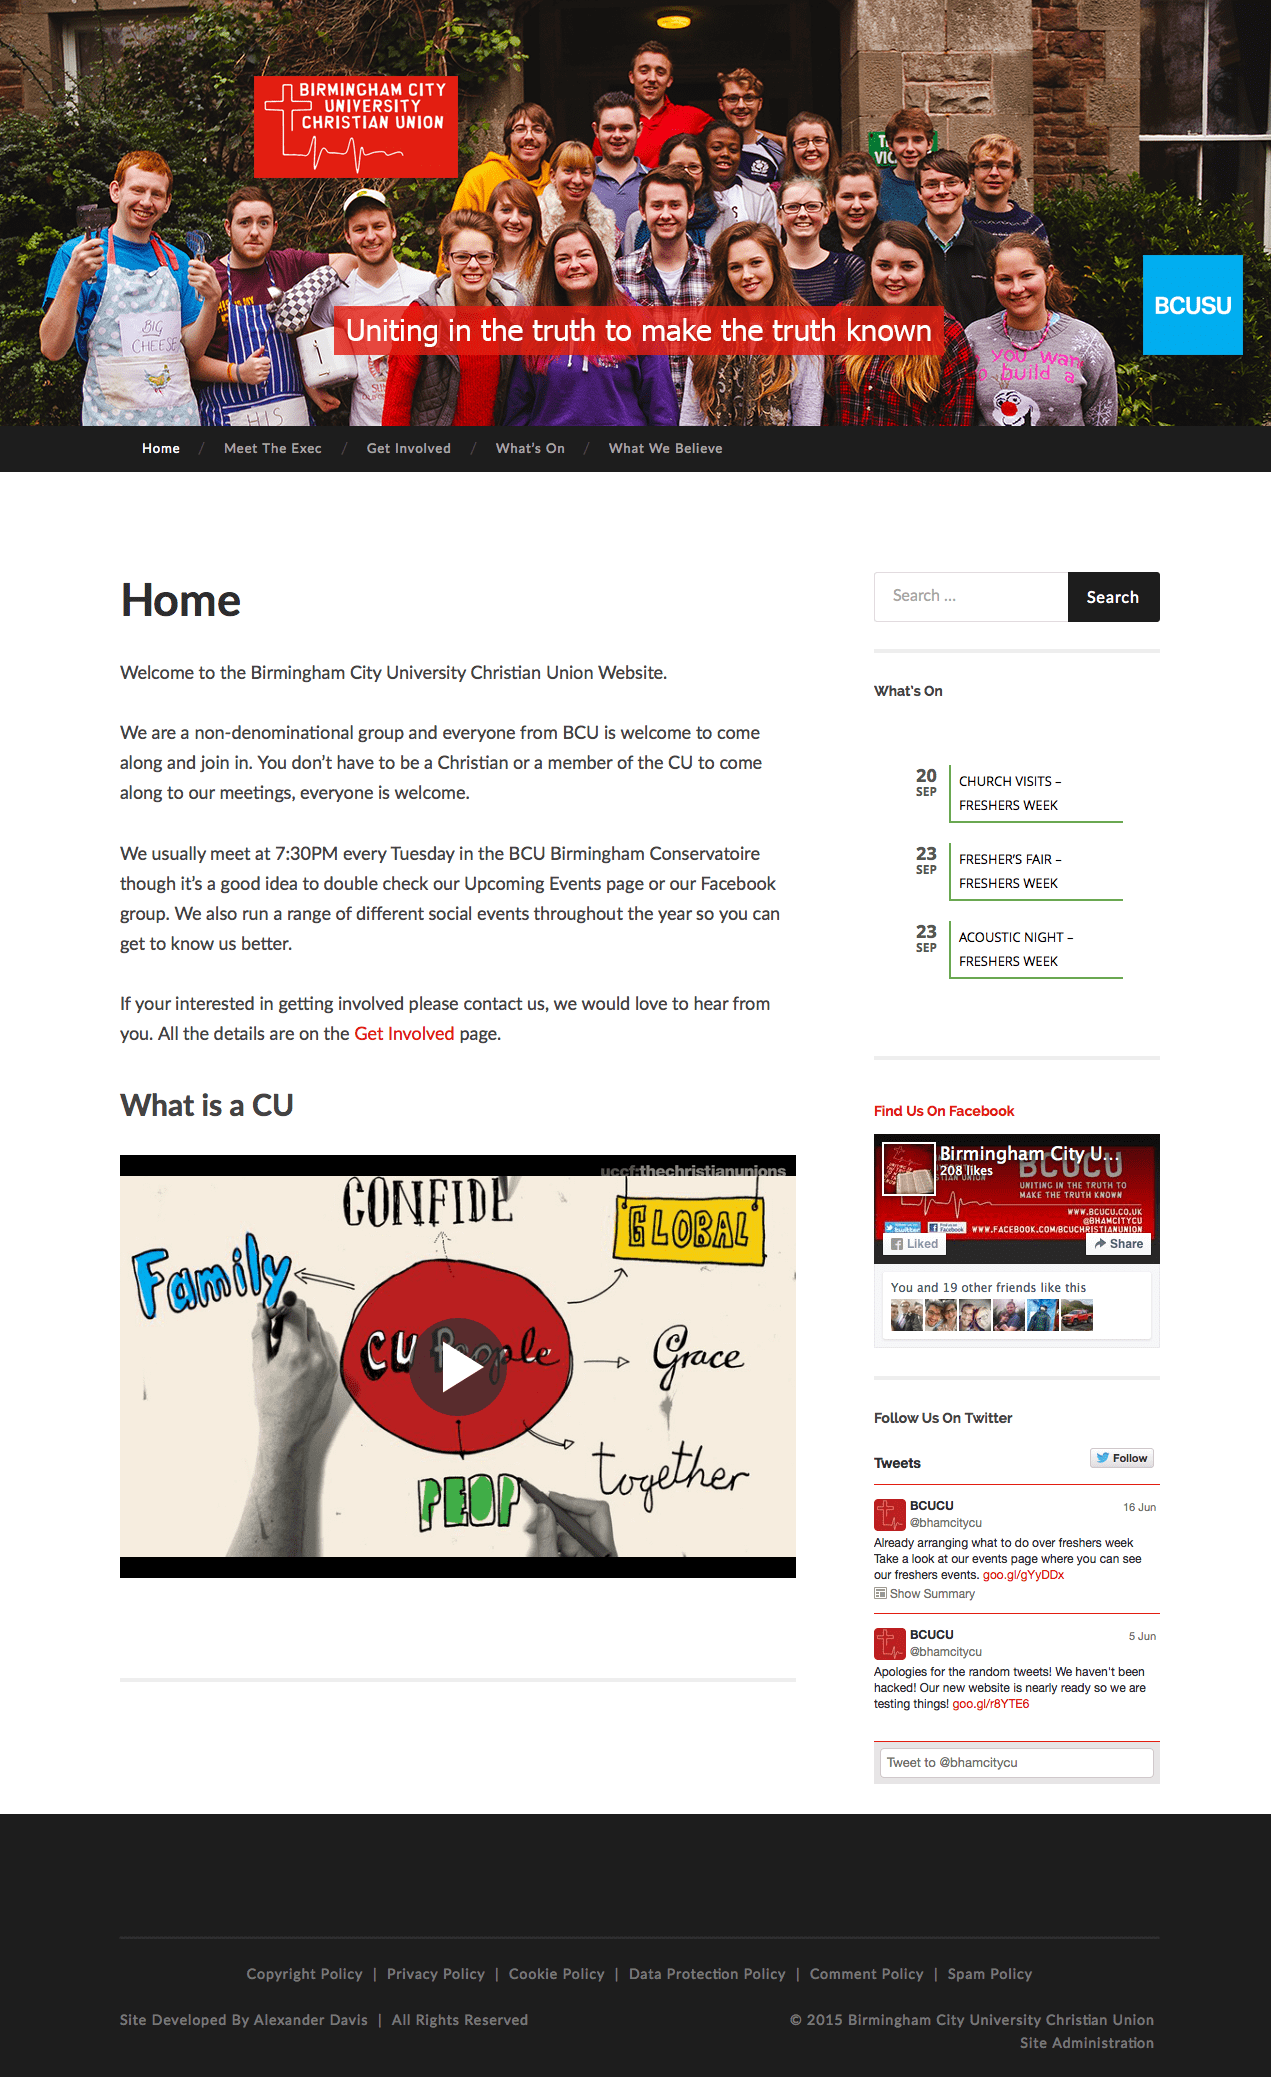 BIRMINGHAM CITY
UNIVERSITY
CHRISTIAN UNION
BIG
CHEESE
HIS
you wan
build a
BCUSU
Uniting in the truth to make the truth known
Home / Meet The Exec / Get Involved / What's On / What We Believe
Home
Welcome to the Birmingham City University Christian Union Website.
We are a non-denominational group and everyone from BCU is welcome to come
along and join in. You don't have to be a Christian or a member of the CU to come
along to our meetings, everyone is welcome.
We usually meet at 7:30PM every Tuesday in the BCU Birmingham Conservatoire
though it's a good idea to double check our Upcoming Events page or our Facebook
group. We also run a range of different social events throughout the year so you can
get to know us better.
If your interested in getting involved please contact us, we would love to hear from
you. All the details are on the Get Involved page.
What is a CU
uccf:thechristianunions
CONFIDE
GLOBAL
Family
CU People
Grace
together
PEOP
Search ...
Search
What's On
20
SEP
CHURCH VISITS –
FRESHERS WEEK
23
SEP
FRESHER'S FAIR –
FRESHERS WEEK
23
SEP
ACOUSTIC NIGHT –
FRESHERS WEEK
Find Us On Facebook
Birmingham City U...
208 likes
BCUCU
UNITING IN THE TRUTH TO
MAKE THE TRUTH KNOWN
WWW.BCUCU.CO.UK
@BHAMCITYCU
WWW.FACEBOOK.COM/BCUCHRISTIANUNION
Liked
Share
You and 19 other friends like this
Follow Us On Twitter
Tweets
Follow
BCUCU
16 Jun
@bhamcitycu
Already arranging what to do over freshers week
Take a look at our events page where you can see
our freshers events. goo.gl/gYyDDx
Show Summary
BCUCU
5 Jun
@bhamcitycu
Apologies for the random tweets! We haven't been
hacked! Our new website is nearly ready so we are
testing things! goo.gl/r8YTE6
Tweet to @bhamcitycu
Copyright Policy | Privacy Policy | Cookie Policy | Data Protection Policy | Comment Policy | Spam Policy
Site Developed By Alexander Davis | All Rights Reserved
© 2015 Birmingham City University Christian Union
Site Administration